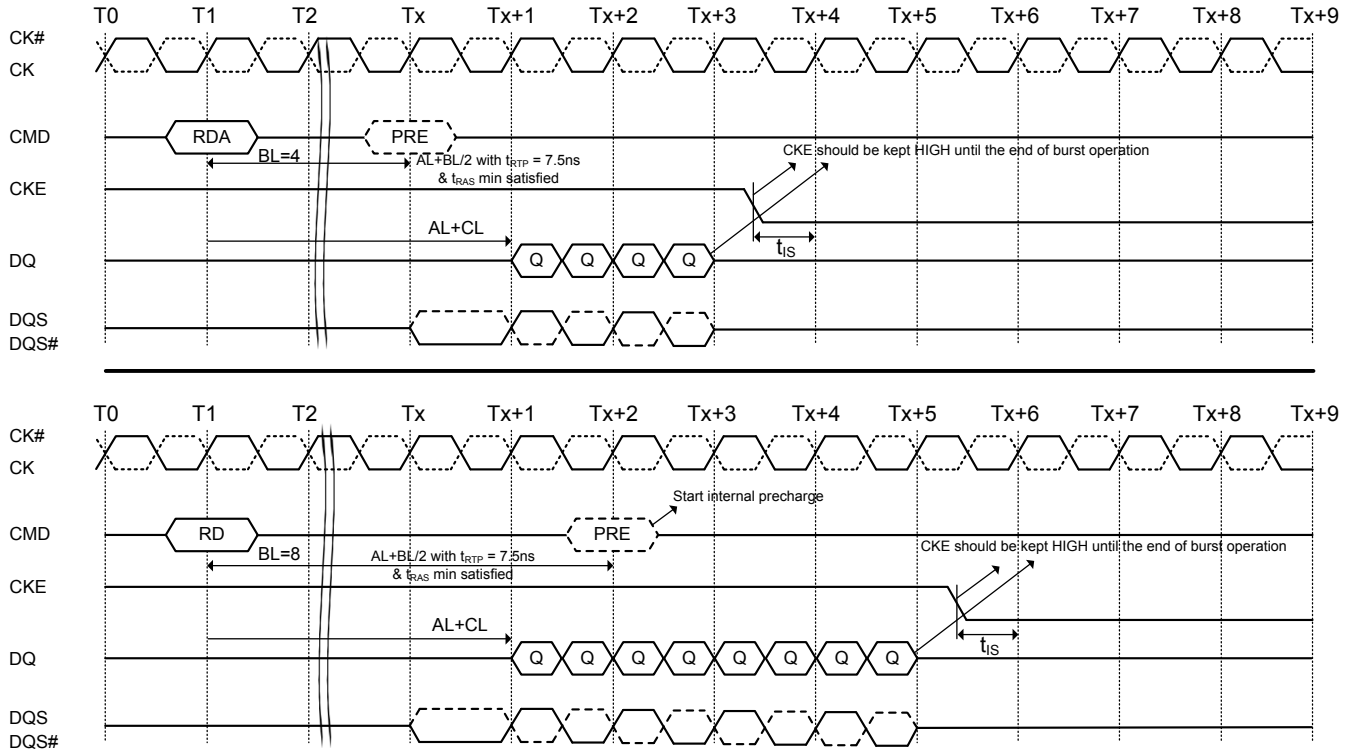 T0 T1 T2 Tx Tx+1 Tx+2 Tx+3 Tx+4 Tx+5 Tx+6 Tx+7 Tx+8 Tx+9
CK#
CK
CMD RDA PRE
BL=4 AL+BL/2 with tRTP = 7.5ns
& tRAS min satisfied
CKE should be kept HIGH until the end of burst operation
CKE
AL+CL
tIS
DQ Q Q Q Q
DQS
DQS#
T0 T1 T2 Tx Tx+1 Tx+2 Tx+3 Tx+4 Tx+5 Tx+6 Tx+7 Tx+8 Tx+9
CK#
CK
Start internal precharge
CMD RD PRE
BL=8 AL+BL/2 with tRTP = 7.5ns
& tRAS min satisfied
CKE should be kept HIGH until the end of burst operation
CKE
AL+CL
tIS
DQ Q Q Q Q Q Q Q Q
DQS
DQS#